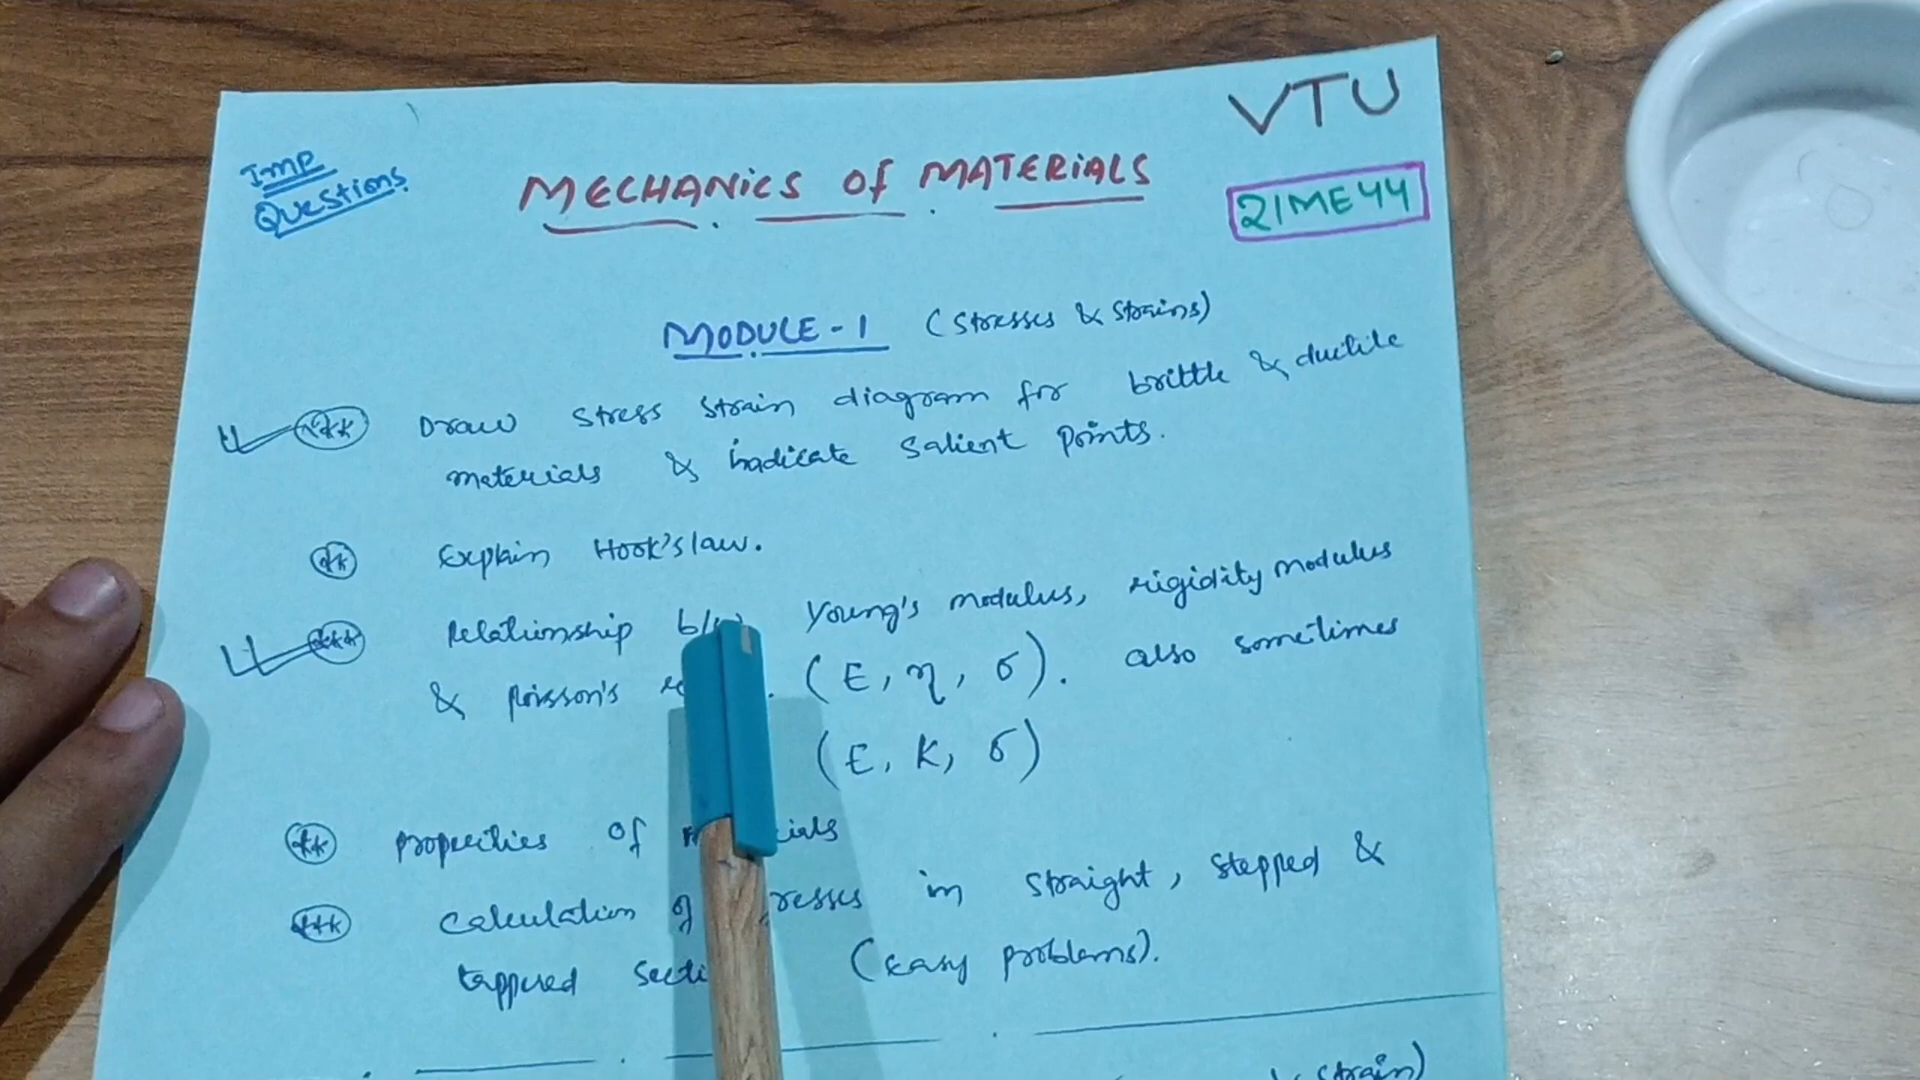 VTU
Imp
Questions
MECHANICS OF MATERIALS
21ME44
MODULE-1 (Stresses & Strains)
Draw stress strain diagram for brittle & ductile
materials & indicate salient points.
** Explain Hook's law.
*** Relationship b/w Young's modulus, rigidity modulus
& Poisson's (E, η, σ). also sometimes
(E, K, σ)
** properties of
*** Calculation of in straight, stepped &
tappered (easy problems).
strain)